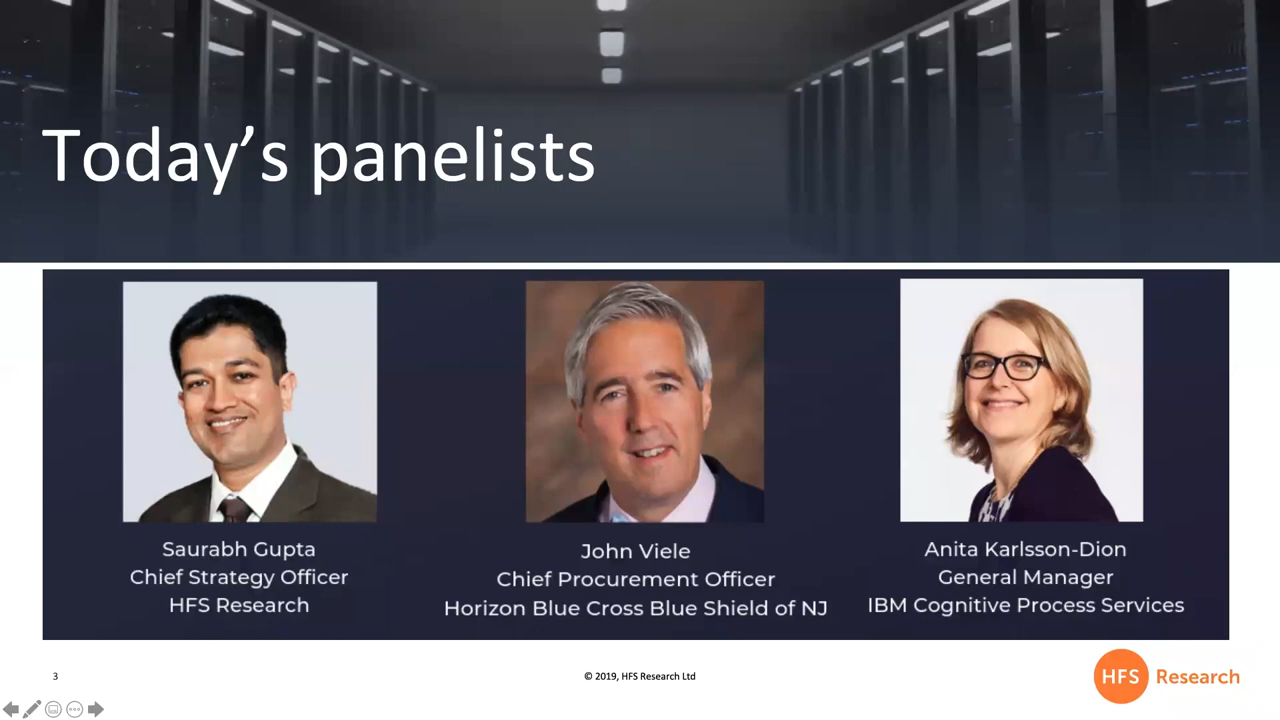 Today’s panelists
Saurabh Gupta
Chief Strategy Officer
HFS Research
John Viele
Chief Procurement Officer
Horizon Blue Cross Blue Shield of NJ
Anita Karlsson-Dion
General Manager
IBM Cognitive Process Services
3
© 2019, HFS Research Ltd
HFS Research